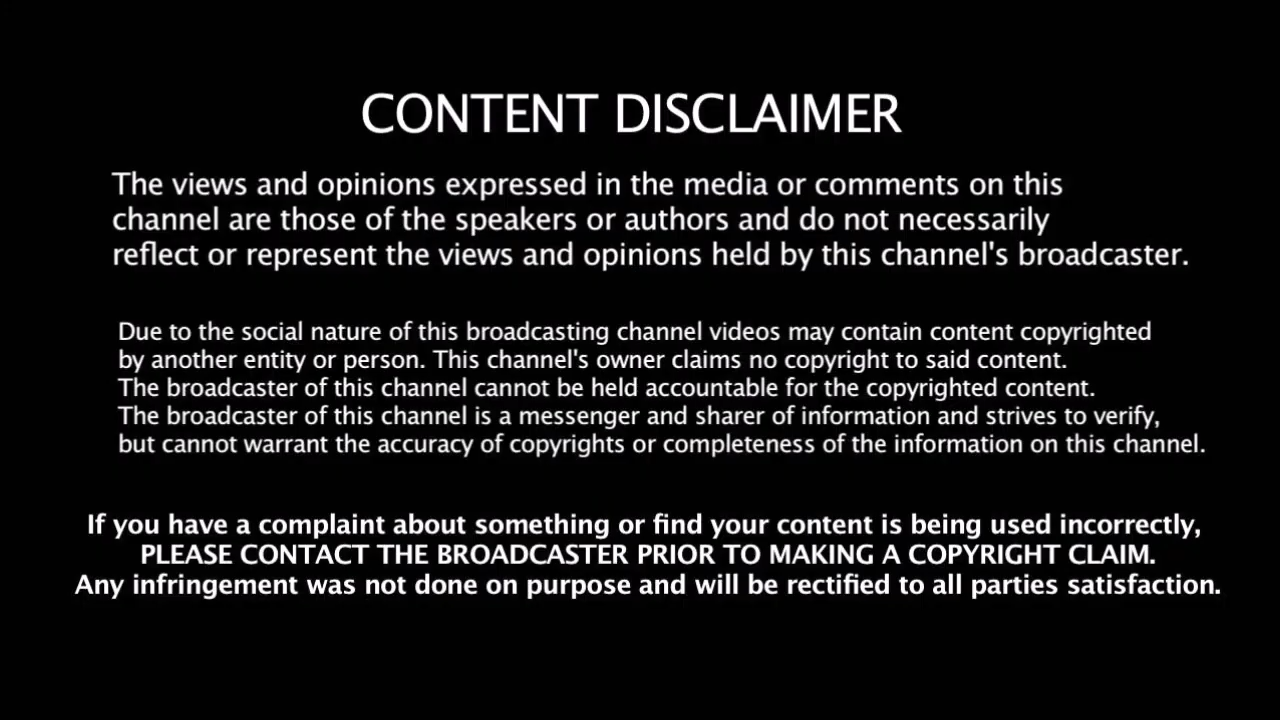 CONTENT DISCLAIMER
The views and opinions expressed in the media or comments on this
channel are those of the speakers or authors and do not necessarily
reflect or represent the views and opinions held by this channel's broadcaster.
Due to the social nature of this broadcasting channel videos may contain content copyrighted
by another entity or person. This channel's owner claims no copyright to said content.
The broadcaster of this channel cannot be held accountable for the copyrighted content.
The broadcaster of this channel is a messenger and sharer of information and strives to verify,
but cannot warrant the accuracy of copyrights or completeness of the information on this channel.
If you have a complaint about something or find your content is being used incorrectly,
PLEASE CONTACT THE BROADCASTER PRIOR TO MAKING A COPYRIGHT CLAIM.
Any infringement was not done on purpose and will be rectified to all parties satisfaction.